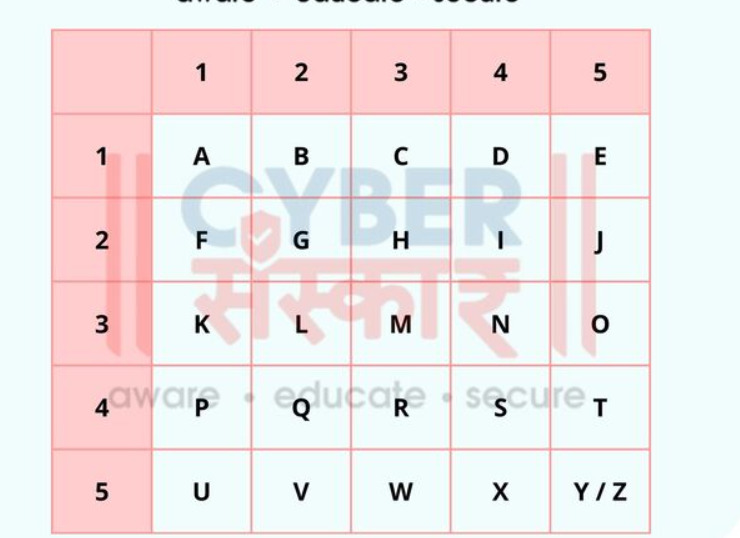 aware • educate • secure
1 2 3 4 5
1 A B C D E
2 F G H I J
3 K L M N O
4 P Q R S T
5 U V W X Y / Z
CYBER
संस्कार
aware • educate • secure